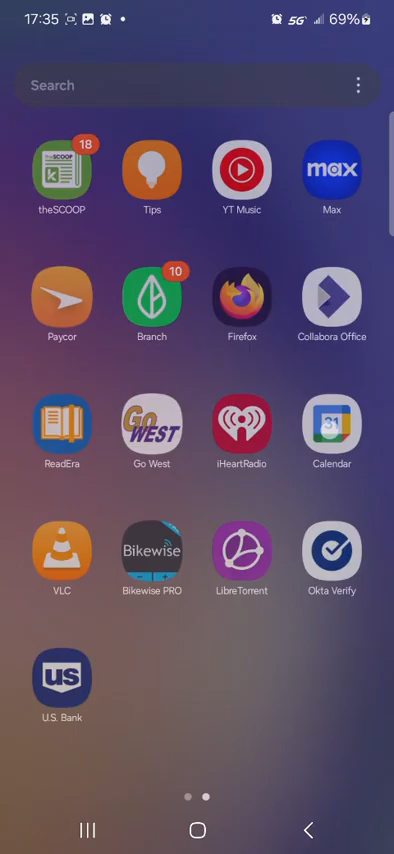 17:35 5G 69%
Search
18
theSCOOP
k
max
theSCOOP Tips YT Music Max
10
Paycor Branch Firefox Collabora Office
GO WEST
31
ReadEra Go West iHeartRadio Calendar
Bikewise
VLC Bikewise PRO LibreTorrent Okta Verify
us
U.S. Bank